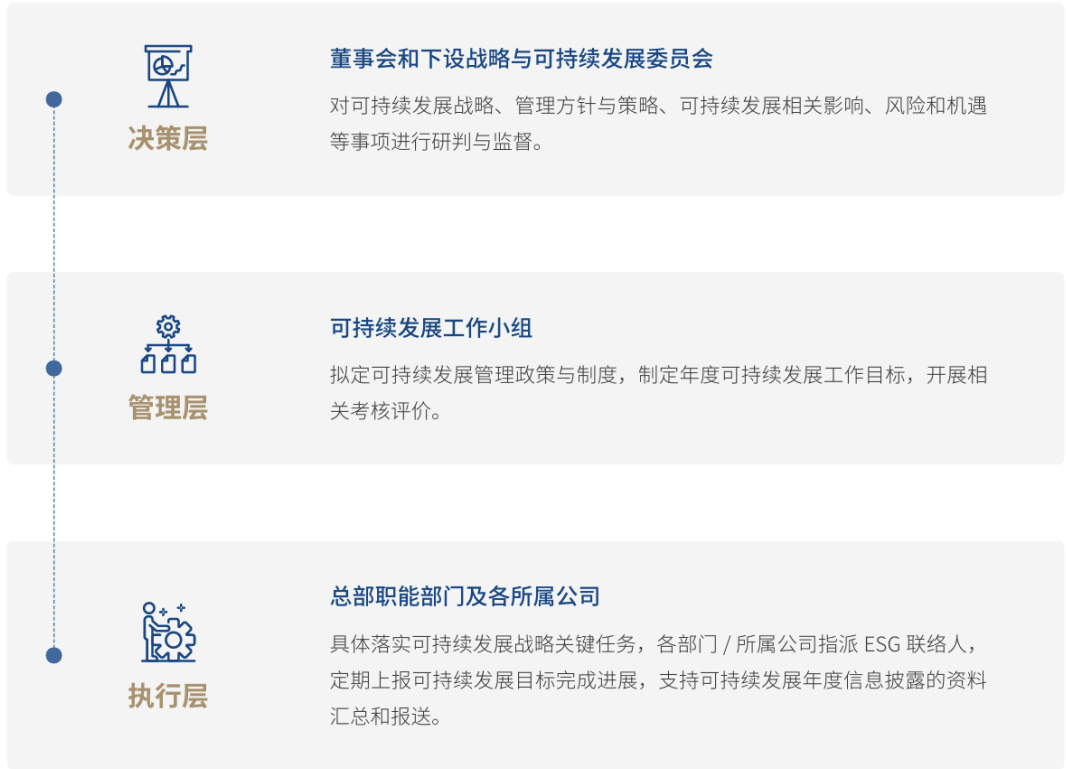 决策层
董事会和下设战略与可持续发展委员会
对可持续发展战略、管理方针与策略、可持续发展相关影响、风险和机遇
等事项进行研判与监督。
管理层
可持续发展工作小组
拟定可持续发展管理政策与制度，制定年度可持续发展工作目标，开展相
关考核评价。
执行层
总部职能部门及各所属公司
具体落实可持续发展战略关键任务，各部门 / 所属公司指派 ESG 联络人，
定期上报可持续发展目标完成进展，支持可持续发展年度信息披露的资料
汇总和报送。